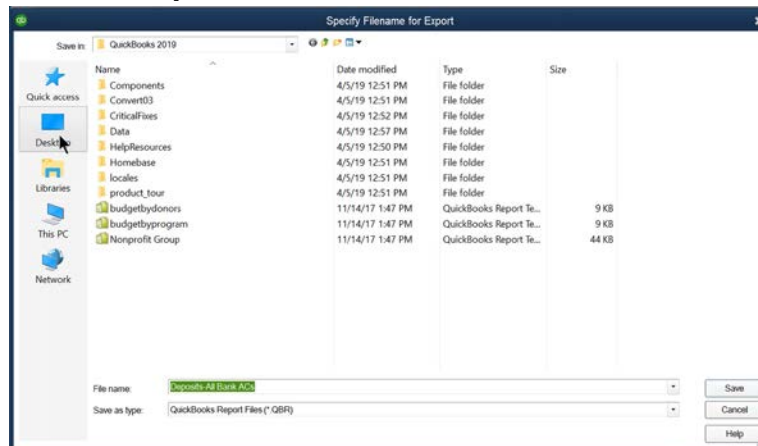 qb
Specify Filename for Export
Save in: QuickBooks 2019
Name Date modified Type Size
Quick access
Desktop
Libraries
This PC
Network
Components 4/5/19 12:51 PM File folder
Convert03 4/5/19 12:51 PM File folder
CriticalFixes 4/5/19 12:52 PM File folder
Data 4/5/19 12:57 PM File folder
HelpResources 4/5/19 12:50 PM File folder
Homebase 4/5/19 12:51 PM File folder
locales 4/5/19 12:51 PM File folder
product_tour 4/5/19 12:51 PM File folder
budgetbydonors 11/14/17 1:47 PM QuickBooks Report Te... 9 KB
budgetbyprogram 11/14/17 1:47 PM QuickBooks Report Te... 9 KB
Nonprofit Group 11/14/17 1:47 PM QuickBooks Report Te... 44 KB
File name: Deposits-All Bank ACs Save
Save as type: QuickBooks Report Files (*.QBR) Cancel
Help